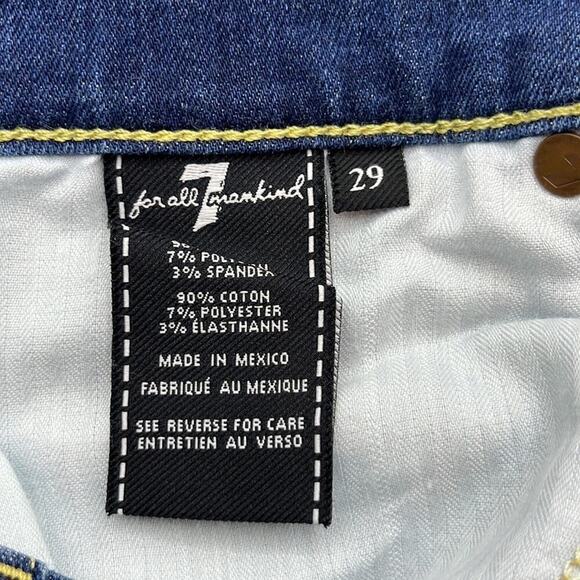 7
for all mankind
29
7% POLY
3% SPANDEX
90% COTON
7% POLYESTER
3% ÉLASTHANNE
MADE IN MEXICO
FABRIQUÉ AU MEXIQUE
SEE REVERSE FOR CARE
ENTRETIEN AU VERSO